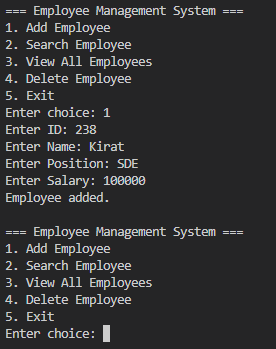 === Employee Management System ===
1. Add Employee
2. Search Employee
3. View All Employees
4. Delete Employee
5. Exit
Enter choice: 1
Enter ID: 238
Enter Name: Kirat
Enter Position: SDE
Enter Salary: 100000
Employee added.

=== Employee Management System ===
1. Add Employee
2. Search Employee
3. View All Employees
4. Delete Employee
5. Exit
Enter choice: